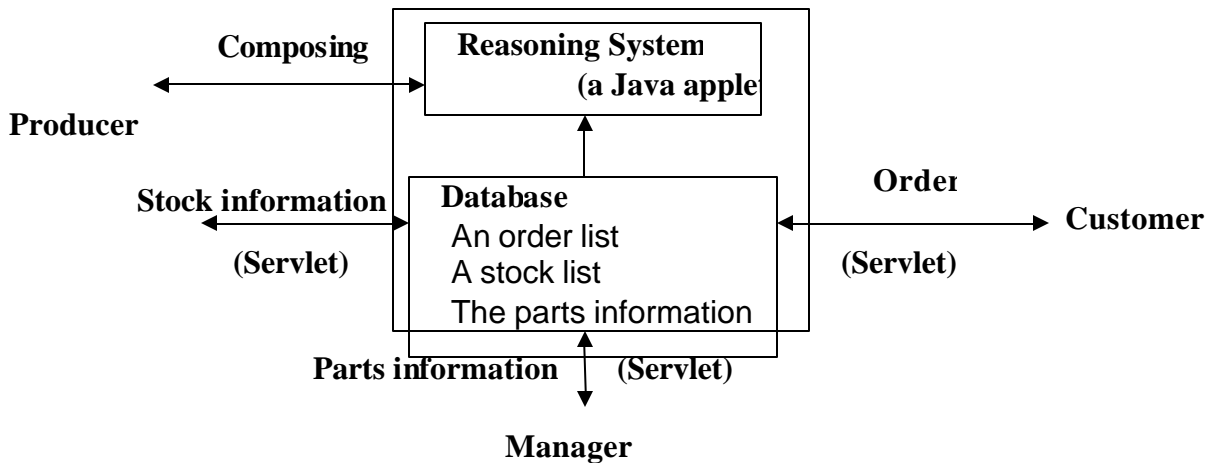 Composing
Reasoning System
(a Java applet
Producer
Stock information
(Servlet)
Database
An order list
A stock list
The parts information
Order
(Servlet)
Customer
Parts information (Servlet)
Manager